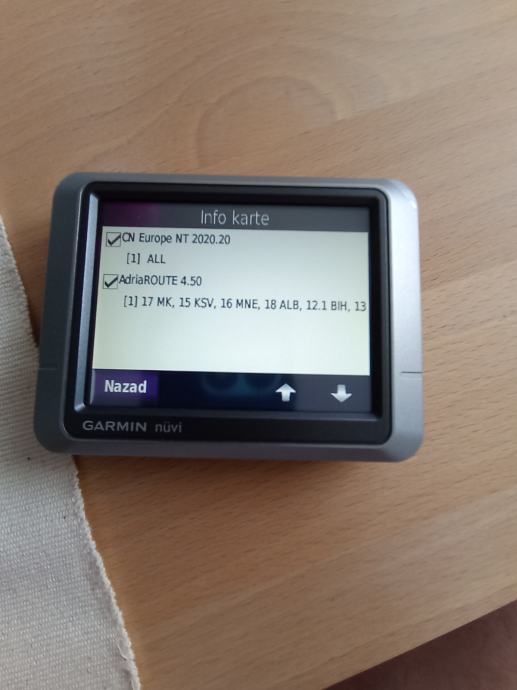 Info karte
CN Europe NT 2020.20
[1] ALL
AdriaROUTE 4.50
[1] 17 MK, 15 KSV, 16 MNE, 18 ALB, 12.1 BIH, 13
Nazad
GARMIN nüvi